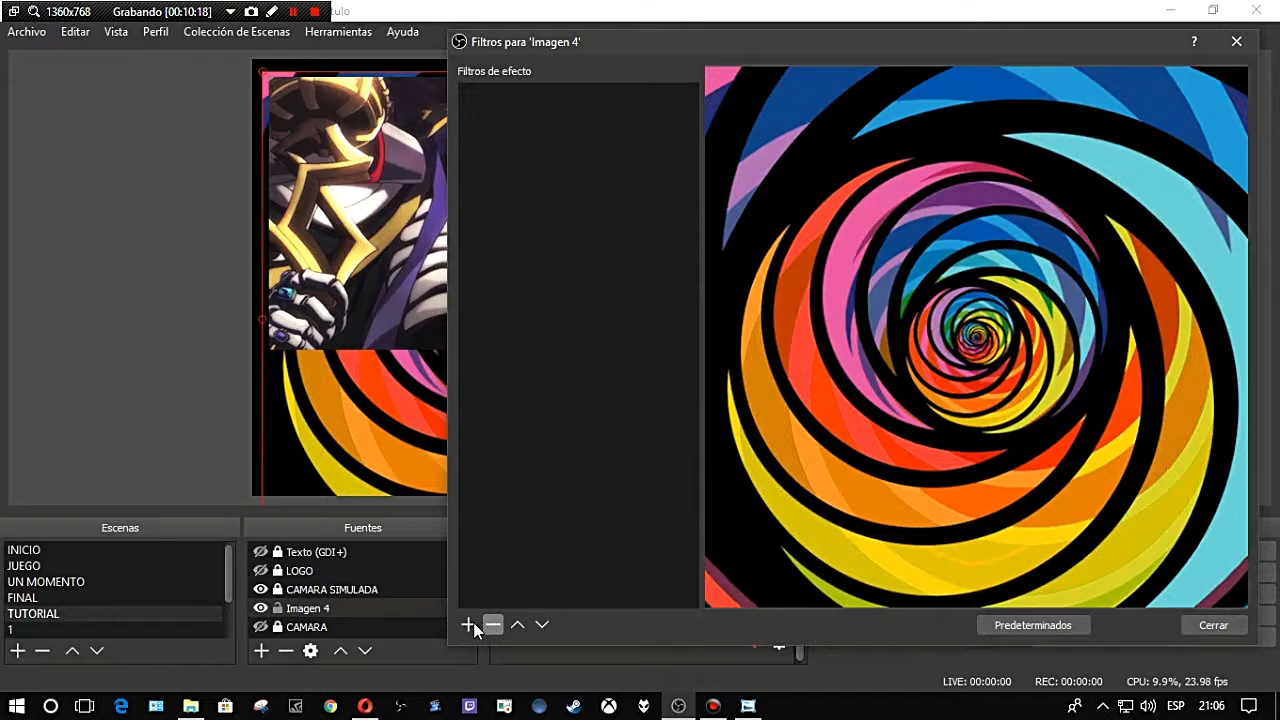 1360x768 Grabando [00:10:18] culo
Archivo Editar Vista Perfil Colección de Escenas Herramientas Ayuda
Filtros para 'Imagen 4'
Filtros de efecto
Predeterminados Cerrar
Escenas
INICIO
JUEGO
UN MOMENTO
FINAL
TUTORIAL
1
Fuentes
Texto (GDI+)
LOGO
CAMARA SIMULADA
Imagen 4
CAMARA
LIVE: 00:00:00 REC: 00:00:00 CPU: 9.9%, 23.98 fps
ESP 21:06